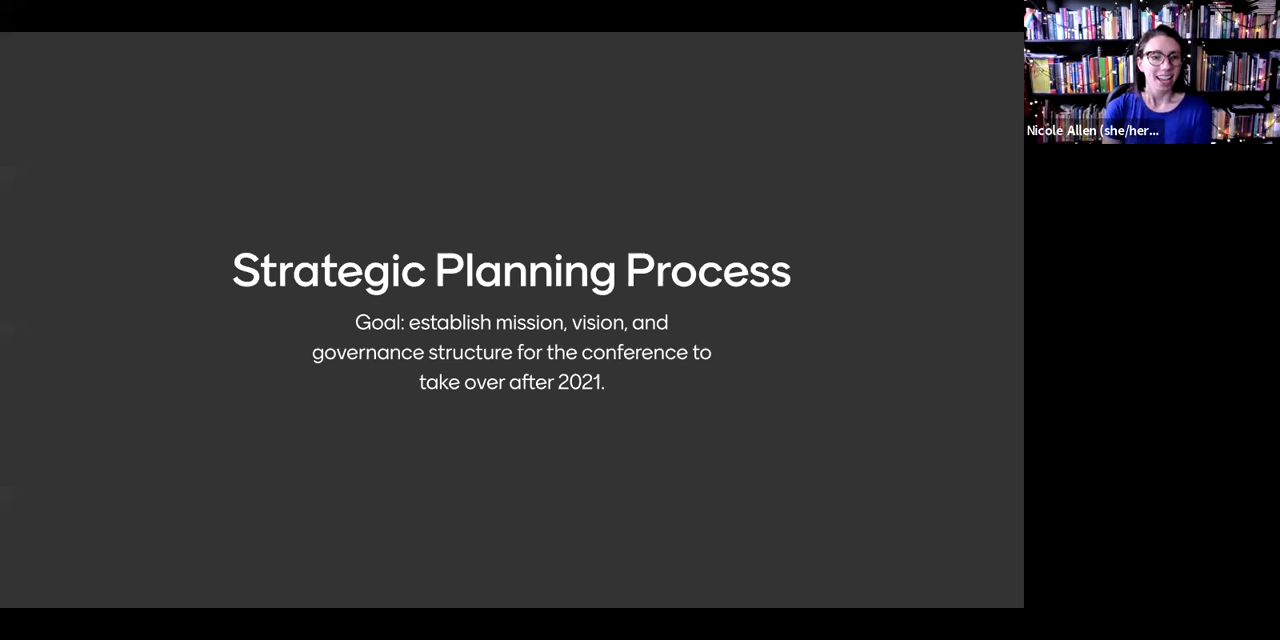 Strategic Planning Process
Goal: establish mission, vision, and
governance structure for the conference to
take over after 2021.
Nicole Allen (she/her...